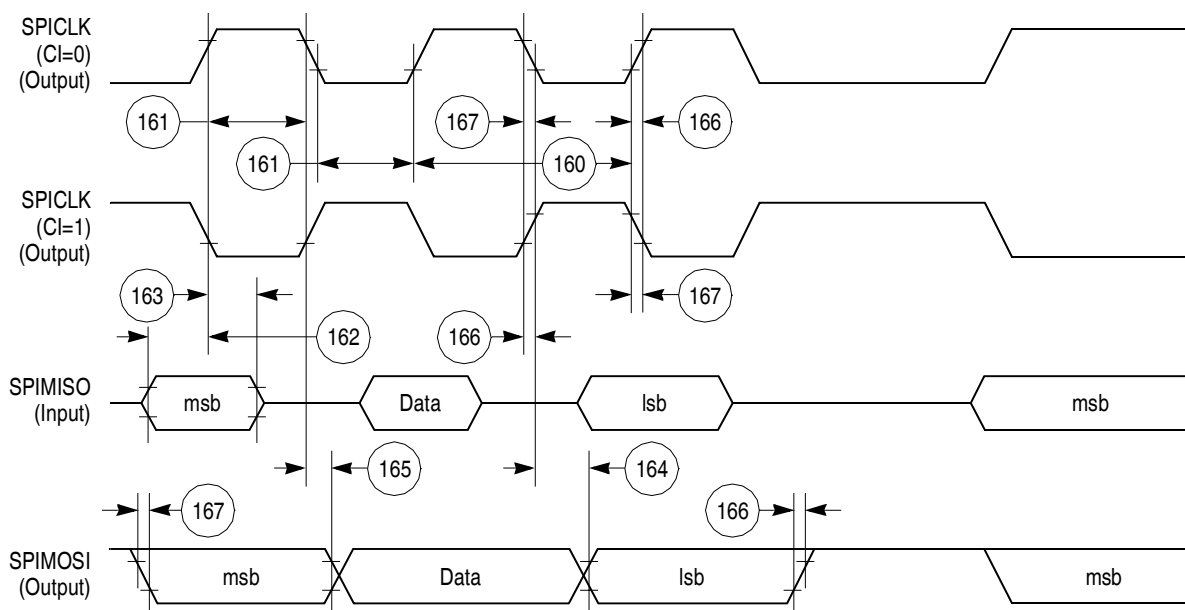 SPICLK
(CI=0)
(Output)
161
167
166
161
160
SPICLK
(CI=1)
(Output)
163
167
162
166
SPIMISO
(Input)
msb
Data
lsb
msb
165
164
167
166
SPIMOSI
(Output)
msb
Data
lsb
msb